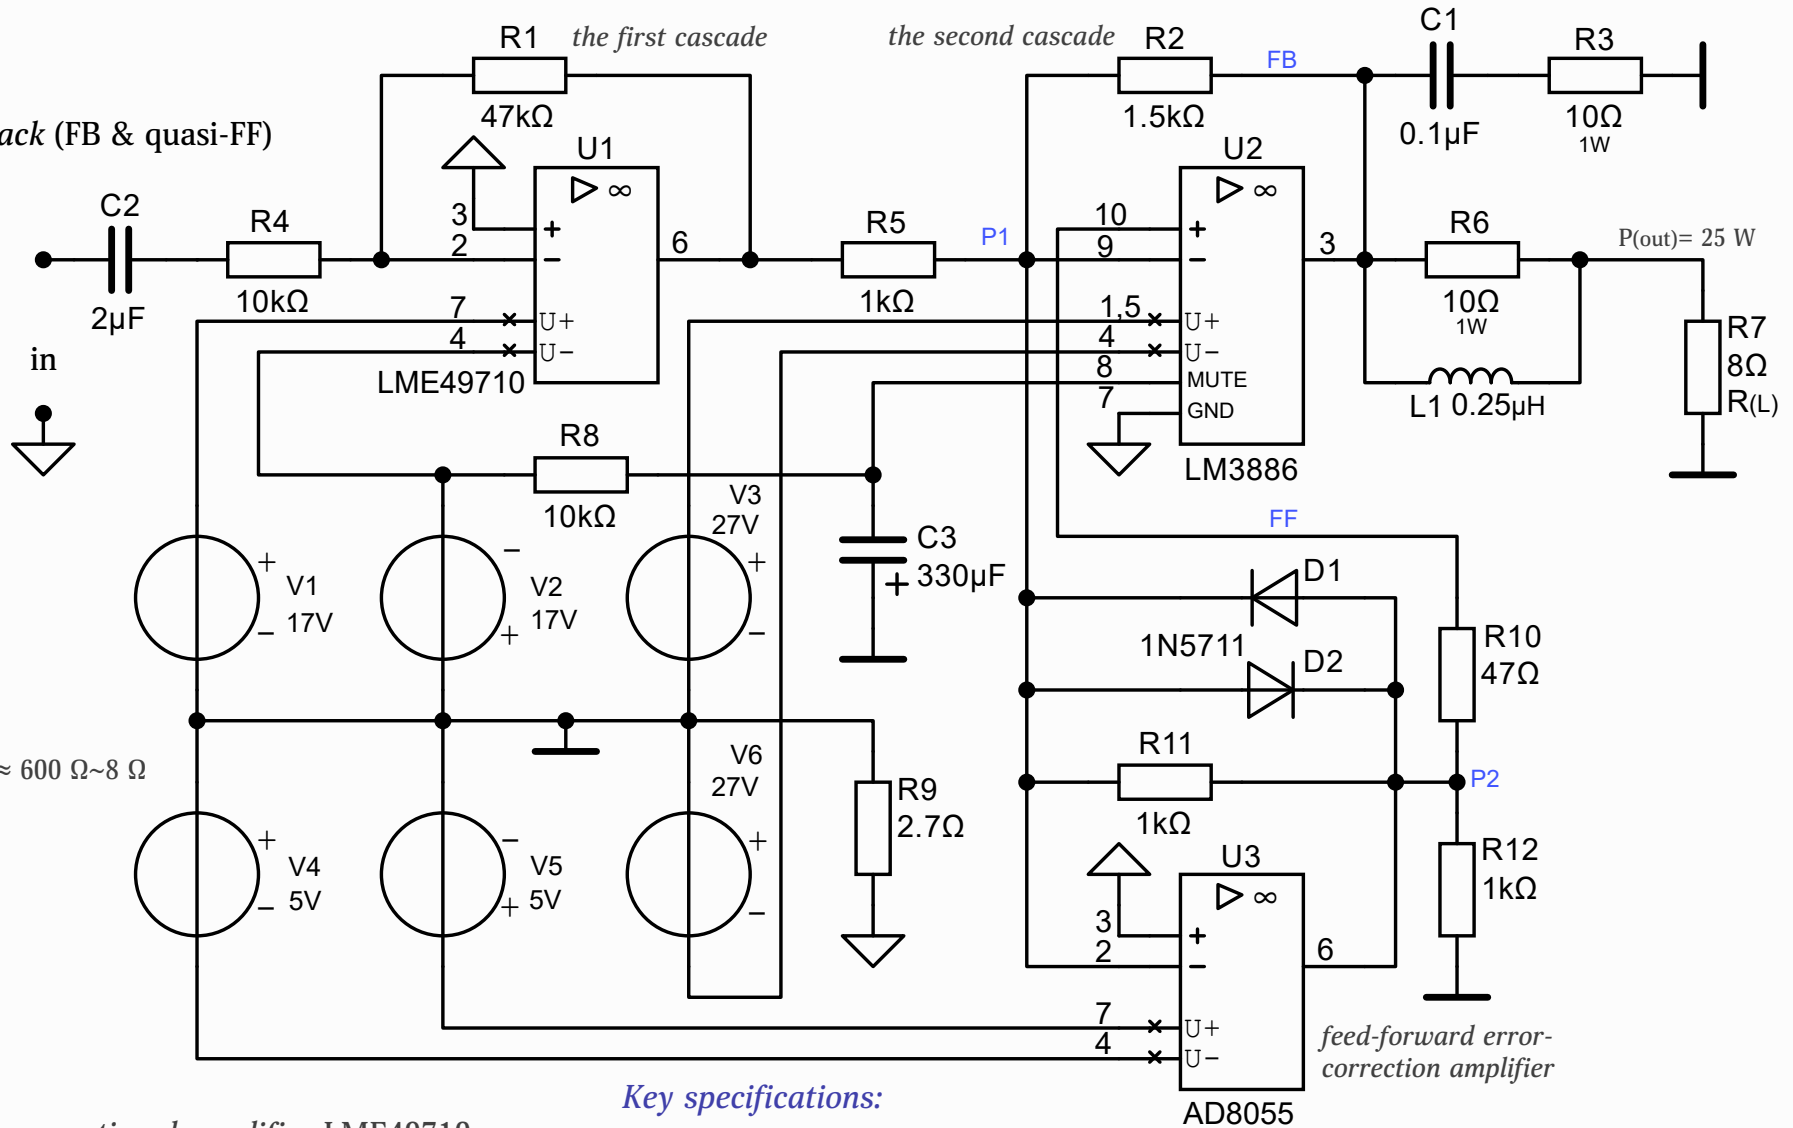 R1 the first cascade
47kΩ
the second cascade R2
1.5kΩ
FB
C1
0.1µF
R3
10Ω
1W
ack (FB & quasi-FF)
C2
2µF
in
R4
10kΩ
U1
▷ ∞
3 +
2 −
6
7 U+
4 U−
LME49710
R5
1kΩ
P1
U2
▷ ∞
10 +
9 −
3
1,5 U+
4 U−
8 MUTE
7 GND
LM3886
R6
10Ω
1W
L1 0.25µH
P(out)= 25 W
R7
8Ω
R(L)
R8
10kΩ
V3
27V
+
−
C3
+ 330µF
FF
+
V1
− 17V
−
V2
+ 17V
D1
1N5711
D2
R10
47Ω
R11
1kΩ
P2
≈ 600 Ω~8 Ω
V6
27V
+
−
R9
2.7Ω
+
V4
− 5V
−
V5
+ 5V
U3
▷ ∞
3 +
2 −
6
7 U+
4 U−
AD8055
R12
1kΩ
feed-forward error-
correction amplifier
Key specifications:
LME49710